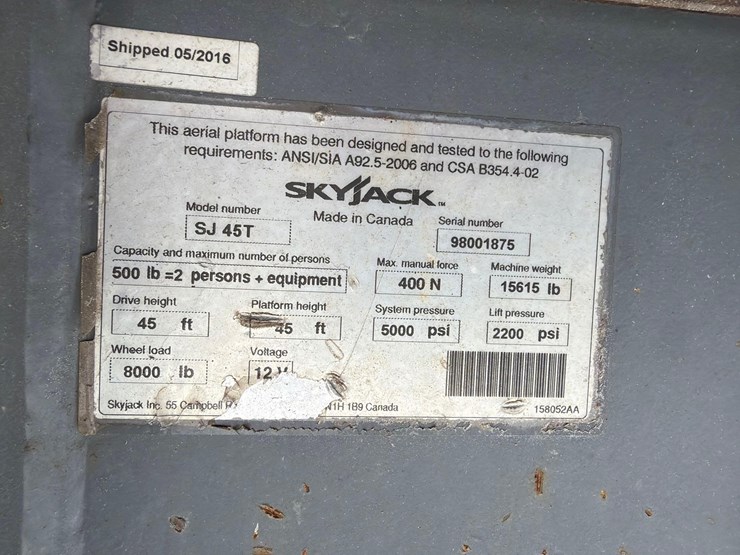 Shipped 05/2016
This aerial platform has been designed and tested to the following
requirements: ANSI/SIA A92.5-2006 and CSA B354.4-02
SKYJACK TM
Made in Canada
Model number
SJ 45T
Serial number
98001875
Capacity and maximum number of persons
500 lb =2 persons + equipment
Max. manual force
400 N
Machine weight
15615 lb
Drive height
45 ft
Platform height
45 ft
System pressure
5000 psi
Lift pressure
2200 psi
Wheel load
8000 lb
Voltage
12 V
Skyjack Inc. 55 Campbell N1H 1B9 Canada
158052AA